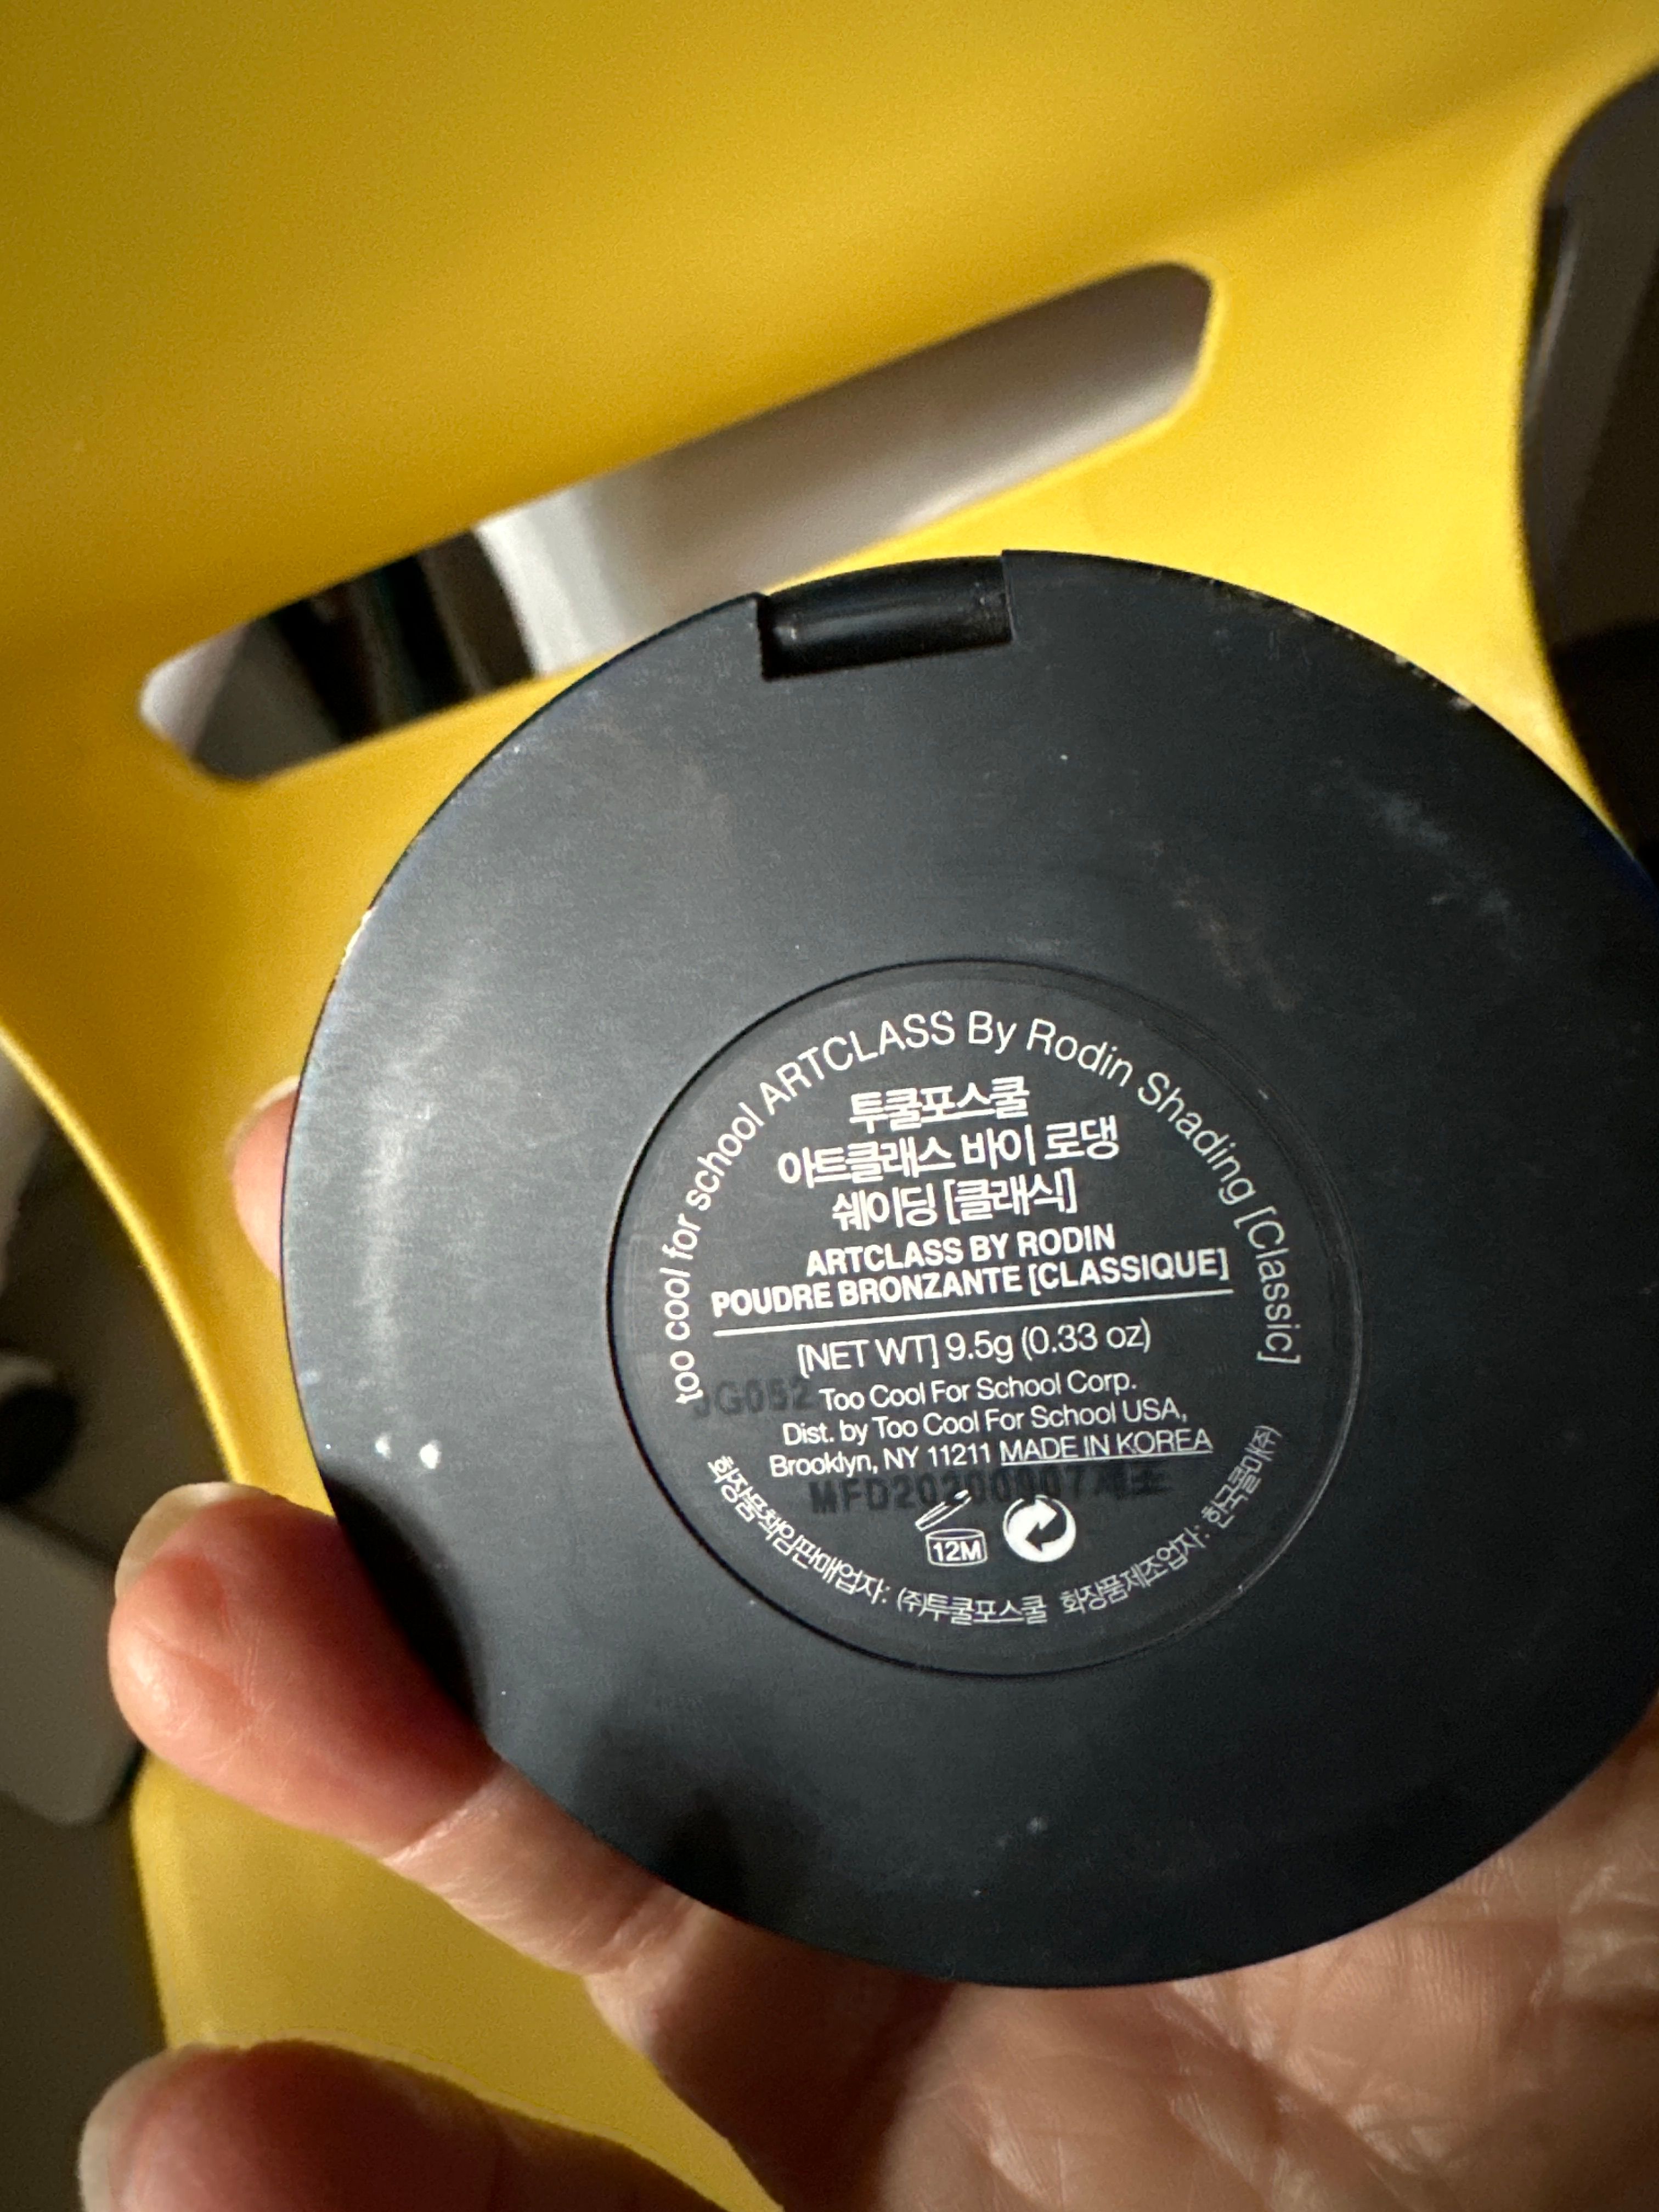 too cool for school ARTCLASS By Rodin Shading [Classic]
투쿨포스쿨
아트클래스 바이 로댕
쉐이딩 [클래식]
ARTCLASS BY RODIN
POUDRE BRONZANTE [CLASSIQUE]
[NET WT] 9.5g (0.33 oz)
Too Cool For School Corp.
Dist. by Too Cool For School USA,
Brooklyn, NY 11211 MADE IN KOREA
12M
화장품책임판매업자: (주)투쿨포스쿨 화장품제조업자: 한국콜마(주)